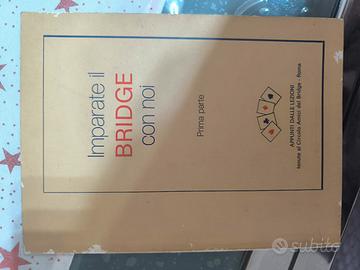 Imparate il
BRIDGE
con noi
Prima parte
APPUNTI DALLE LEZIONI
tenute al Circolo Amici del Bridge - Roma
subito